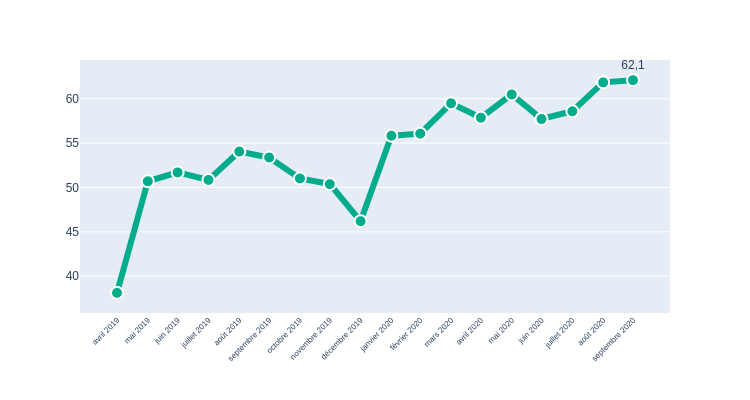 62,1
60
55
50
45
40
avril 2019
mai 2019
juin 2019
juillet 2019
août 2019
septembre 2019
octobre 2019
novembre 2019
décembre 2019
janvier 2020
février 2020
mars 2020
avril 2020
mai 2020
juin 2020
juillet 2020
août 2020
septembre 2020